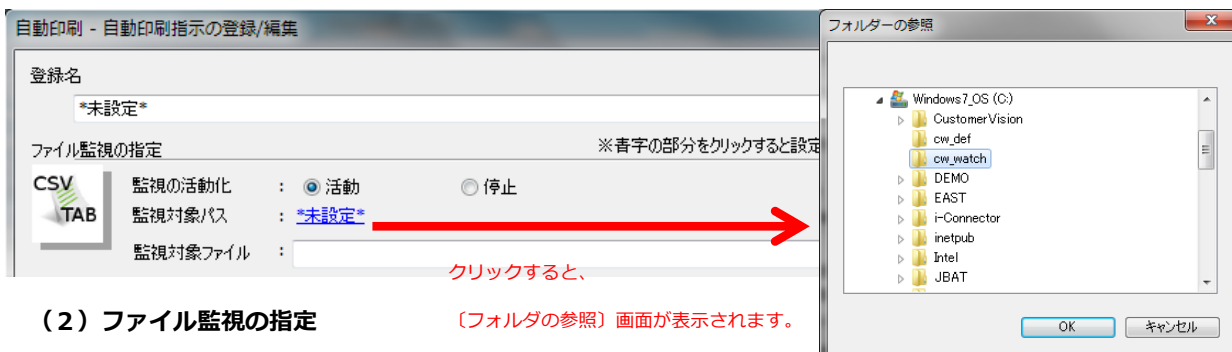 自動印刷 - 自動印刷指示の登録/編集
登録名
*未設定*
ファイル監視の指定
※青字の部分をクリックすると設定
CSV
TAB
監視の活動化 : 活動 停止
監視対象パス : *未設定*
監視対象ファイル :
クリックすると、
〔フォルダの参照〕画面が表示されます。
(2)ファイル監視の指定
フォルダーの参照
Windows7_OS (C:)
CustomerVision
cw_def
cw_watch
DEMO
EAST
i-Connector
inetpub
Intel
JBAT
OK キャンセル